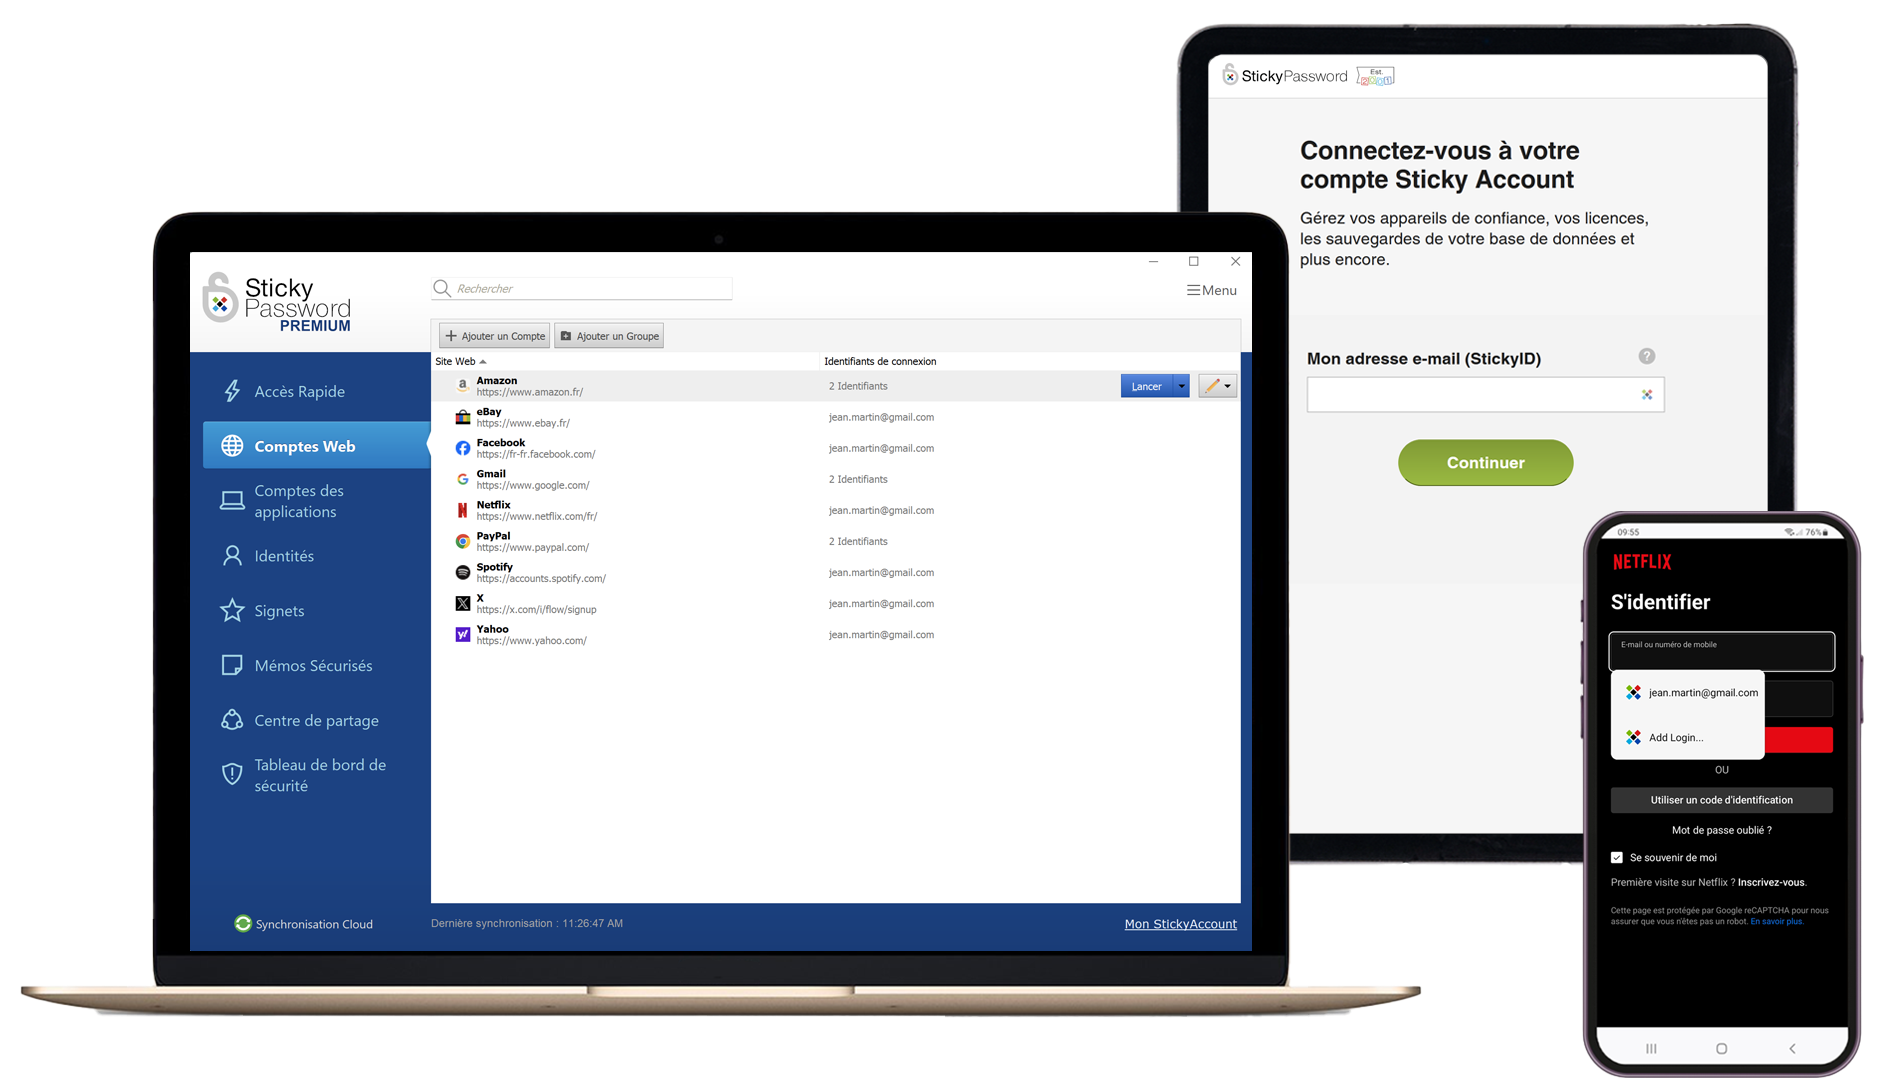 StickyPassword
Est.
2001
Connectez-vous à votre
compte Sticky Account
Gérez vos appareils de confiance, vos licences,
les sauvegardes de votre base de données et
plus encore.
Mon adresse e-mail (StickyID)
?
Continuer
Sticky
Password
PREMIUM
Rechercher
Menu
Ajouter un Compte
Ajouter un Groupe
Site Web
Identifiants de connexion
Amazon
https://www.amazon.fr/
2 Identifiants
Lancer
eBay
https://www.ebay.fr/
jean.martin@gmail.com
Facebook
https://fr-fr.facebook.com/
jean.martin@gmail.com
Gmail
https://www.google.com/
2 Identifiants
Netflix
https://www.netflix.com/fr/
jean.martin@gmail.com
PayPal
https://www.paypal.com/
2 Identifiants
Spotify
https://accounts.spotify.com/
jean.martin@gmail.com
X
https://x.com/i/flow/signup
jean.martin@gmail.com
Yahoo
https://www.yahoo.com/
jean.martin@gmail.com
Accès Rapide
Comptes Web
Comptes des
applications
Identités
Signets
Mémos Sécurisés
Centre de partage
Tableau de bord de
sécurité
Synchronisation Cloud
Dernière synchronisation : 11:26:47 AM
Mon StickyAccount
09:55
76%
NETFLIX
S'identifier
E-mail ou numéro de mobile
jean.martin@gmail.com
Add Login...
OU
Utiliser un code d'identification
Mot de passe oublié ?
Se souvenir de moi
Première visite sur Netflix ? Inscrivez-vous.
Cette page est protégée par Google reCAPTCHA pour nous
assurer que vous n'êtes pas un robot. En savoir plus.